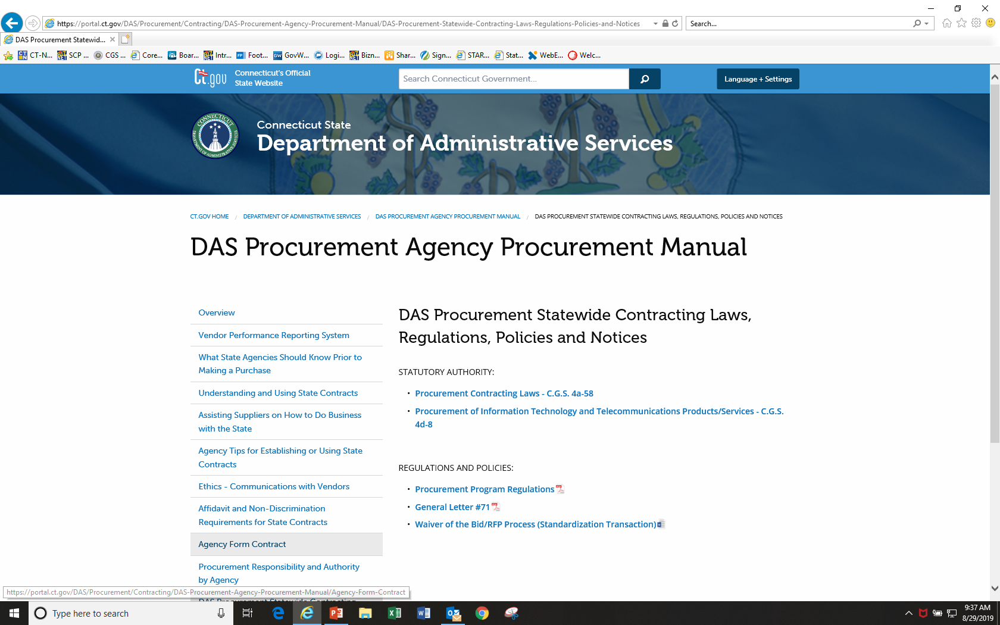 https://portal.ct.gov/DAS/Procurement/Contracting/DAS-Procurement-Agency-Procurement-Manual/DAS-Procurement-Statewide-Contracting-Laws-Regulations-Policies-and-Notices
Search...
DAS Procurement Statewid...
CT-N... SCP ... CGS ... Core... Boar... Intr... Foot... GovW... Logi... Bizn... Shar... Sign... STAR... Stat... WebE... Welc...
Ct.gov
Connecticut's Official
State Website
Search Connecticut Government...
Language + Settings
CONNECTICUT
DEPARTMENT OF ADMINISTRATIVE SERVICES
Connecticut State
Department of Administrative Services
CT.GOV HOME / DEPARTMENT OF ADMINISTRATIVE SERVICES / DAS PROCUREMENT AGENCY PROCUREMENT MANUAL / DAS PROCUREMENT STATEWIDE CONTRACTING LAWS, REGULATIONS, POLICIES AND NOTICES
DAS Procurement Agency Procurement Manual
Overview
Vendor Performance Reporting System
What State Agencies Should Know Prior to
Making a Purchase
Understanding and Using State Contracts
Assisting Suppliers on How to Do Business
with the State
Agency Tips for Establishing or Using State
Contracts
Ethics - Communications with Vendors
Affidavit and Non-Discrimination
Requirements for State Contracts
Agency Form Contract
Procurement Responsibility and Authority
by Agency
DAS Procurement Statewide Contracting
DAS Procurement Statewide Contracting Laws,
Regulations, Policies and Notices
STATUTORY AUTHORITY:
• Procurement Contracting Laws - C.G.S. 4a-58
• Procurement of Information Technology and Telecommunications Products/Services - C.G.S.
4d-8
REGULATIONS AND POLICIES:
• Procurement Program Regulations
• General Letter #71
• Waiver of the Bid/RFP Process (Standardization Transaction)
https://portal.ct.gov/DAS/Procurement/Contracting/DAS-Procurement-Agency-Procurement-Manual/Agency-Form-Contract
Type here to search
9:37 AM
8/29/2019